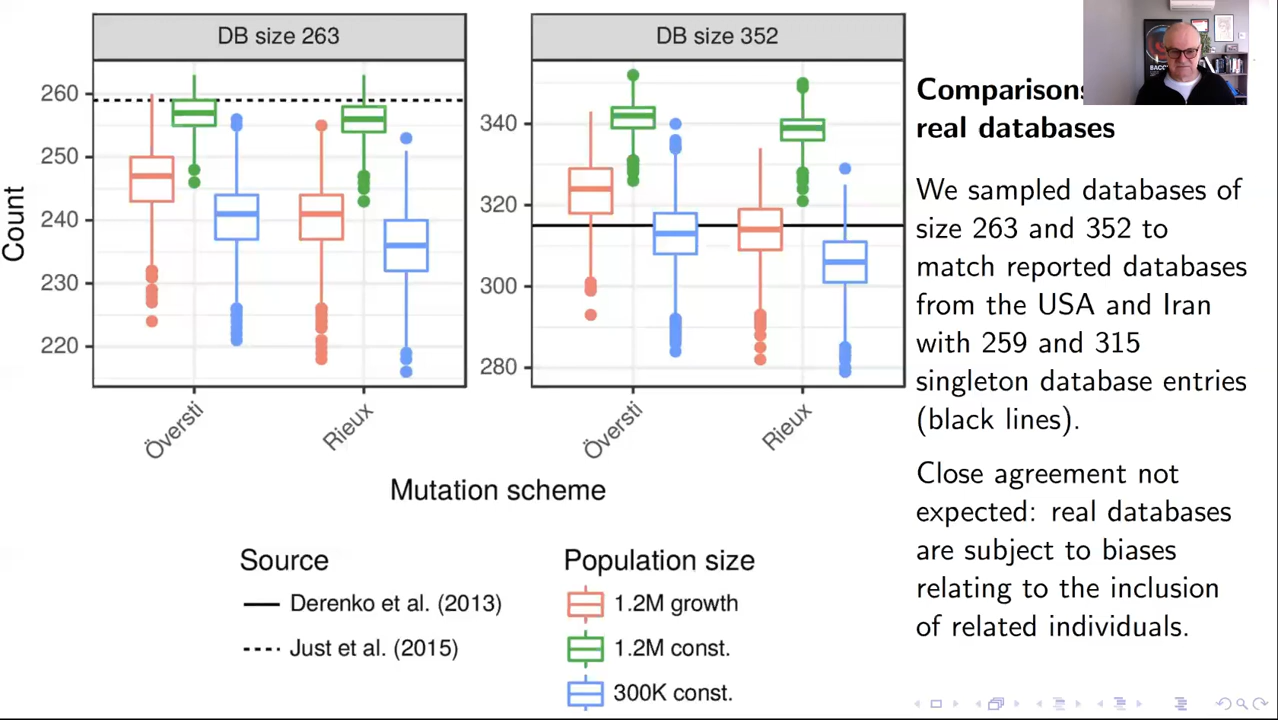 DB size 263
DB size 352
Count
260
250
240
230
220
340
320
300
280
Översti
Rieux
Översti
Rieux
Mutation scheme
Source
Derenko et al. (2013)
Just et al. (2015)
Population size
1.2M growth
1.2M const.
300K const.
Comparisons
real databases
We sampled databases of
size 263 and 352 to
match reported databases
from the USA and Iran
with 259 and 315
singleton database entries
(black lines).
Close agreement not
expected: real databases
are subject to biases
relating to the inclusion
of related individuals.